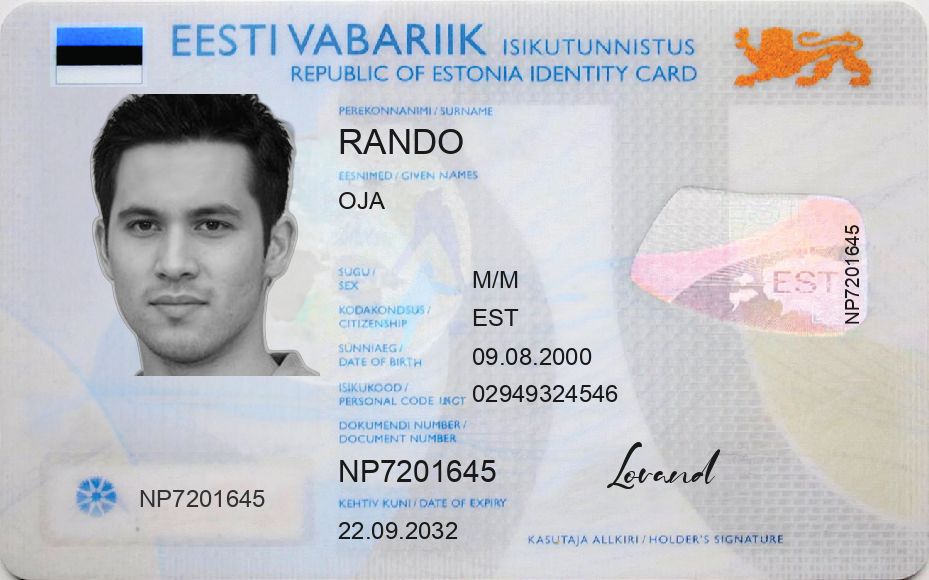 EESTI VABARIIK ISIKUTUNNISTUS
REPUBLIC OF ESTONIA IDENTITY CARD
PEREKONNANIMI / SURNAME
RANDO
EESNIMED / GIVEN NAMES
OJA
SUGU /
SEX
M/M
KODAKONDSUS /
CITIZENSHIP
EST
SÜNNIAEG /
DATE OF BIRTH
09.08.2000
ISIKUKOOD /
PERSONAL CODE
02949324546
DOKUMENDI NUMBER /
DOCUMENT NUMBER
NP7201645
KEHTIV KUNI / DATE OF EXPIRY
22.09.2032
NP7201645
EST
NP7201645
Lovand
KASUTAJA ALLKIRI / HOLDER'S SIGNATURE